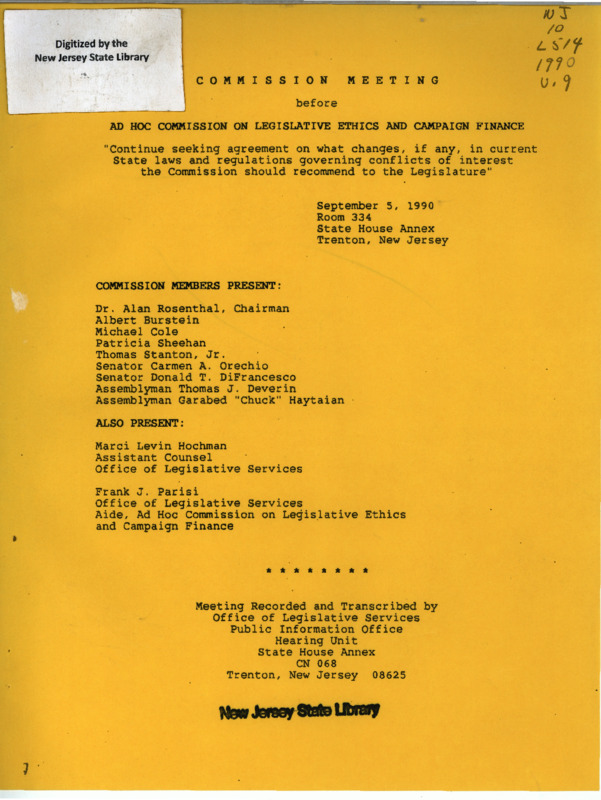 Digitized by the
New Jersey State Library
NJ
10
L514
1990
V.9
COMMISSION MEETING
before
AD HOC COMMISSION ON LEGISLATIVE ETHICS AND CAMPAIGN FINANCE
"Continue seeking agreement on what changes, if any, in current
State laws and regulations governing conflicts of interest
the Commission should recommend to the Legislature"
September 5, 1990
Room 334
State House Annex
Trenton, New Jersey
COMMISSION MEMBERS PRESENT:
Dr. Alan Rosenthal, Chairman
Albert Burstein
Michael Cole
Patricia Sheehan
Thomas Stanton, Jr.
Senator Carmen A. Orechio
Senator Donald T. DiFrancesco
Assemblyman Thomas J. Deverin
Assemblyman Garabed "Chuck" Haytaian
ALSO PRESENT:
Marci Levin Hochman
Assistant Counsel
Office of Legislative Services
Frank J. Parisi
Office of Legislative Services
Aide, Ad Hoc Commission on Legislative Ethics
and Campaign Finance
* * * * * * * *
Meeting Recorded and Transcribed by
Office of Legislative Services
Public Information Office
Hearing Unit
State House Annex
CN 068
Trenton, New Jersey 08625
New Jersey State Library